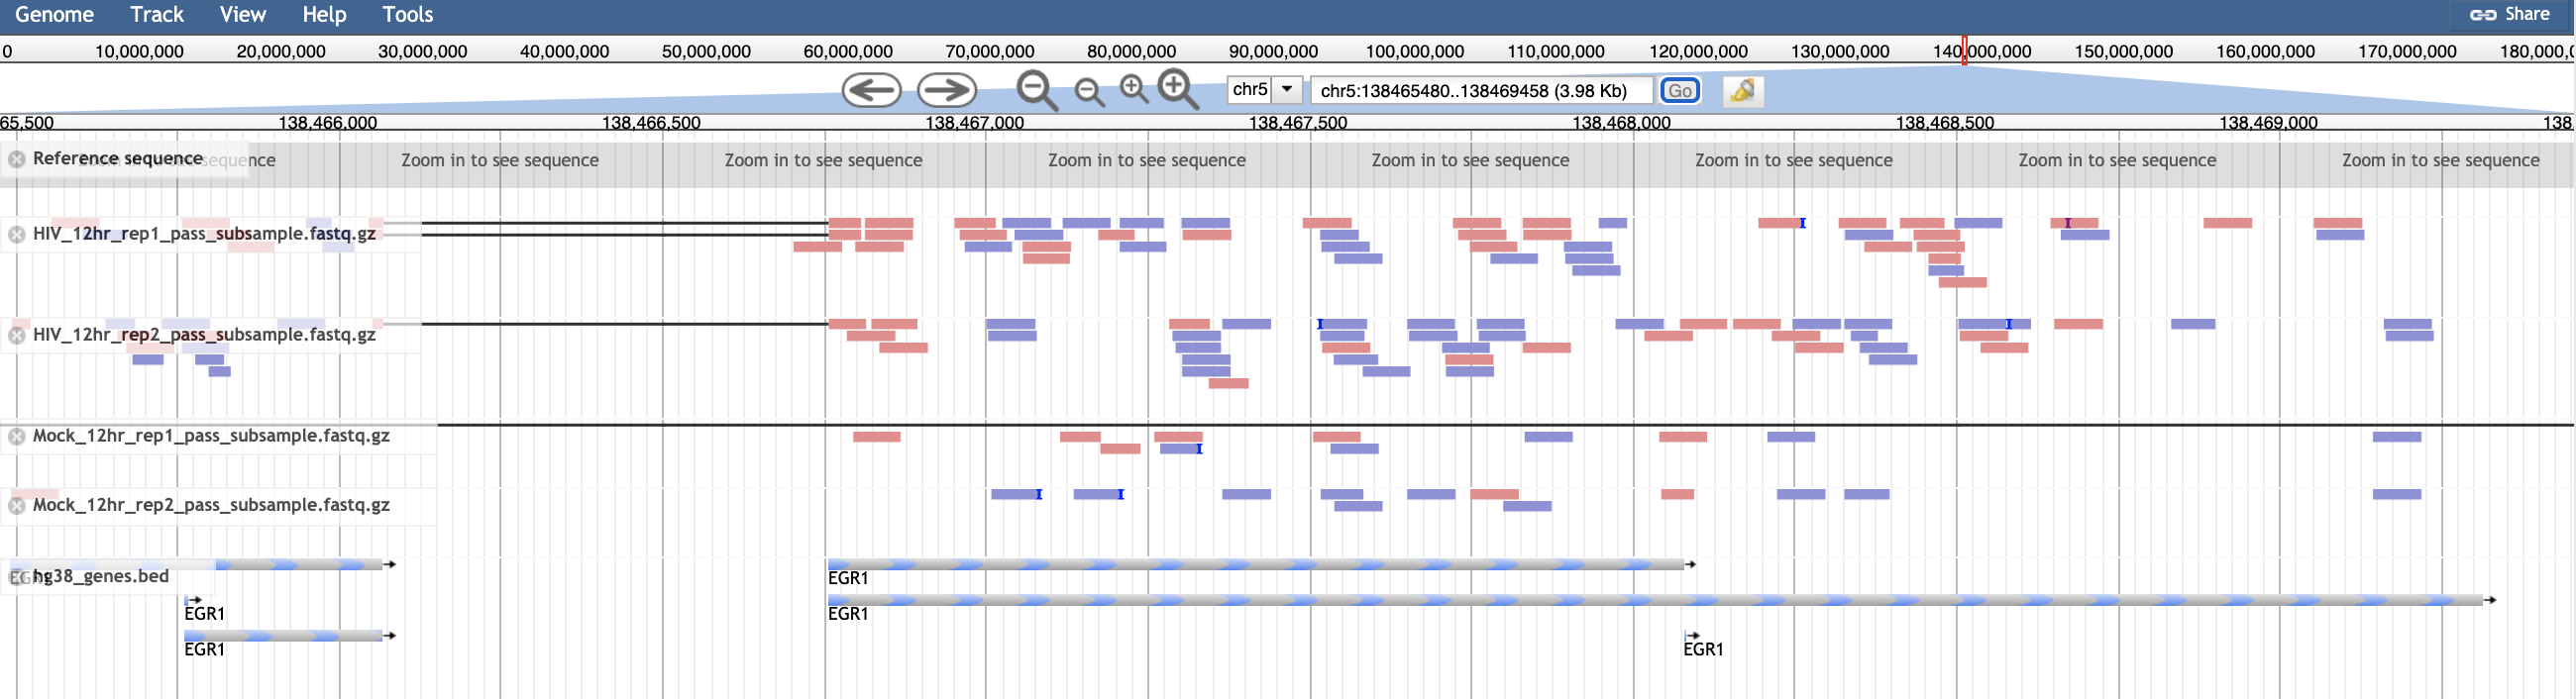 Genome Track View Help Tools Share
0 10,000,000 20,000,000 30,000,000 40,000,000 50,000,000 60,000,000 70,000,000 80,000,000 90,000,000 100,000,000 110,000,000 120,000,000 130,000,000 140,000,000 150,000,000 160,000,000 170,000,000 180,000,0
chr5 chr5:138465480..138469458 (3.98 Kb) Go
65,500 138,466,000 138,466,500 138,467,000 138,467,500 138,468,000 138,468,500 138,469,000 138
Reference sequence Zoom in to see sequence Zoom in to see sequence Zoom in to see sequence Zoom in to see sequence Zoom in to see sequence Zoom in to see sequence Zoom in to see sequence Zoom in to see sequence
HIV_12hr_rep1_pass_subsample.fastq.gz
HIV_12hr_rep2_pass_subsample.fastq.gz
Mock_12hr_rep1_pass_subsample.fastq.gz
Mock_12hr_rep2_pass_subsample.fastq.gz
EGR1 hg38_genes.bed EGR1
EGR1 EGR1
EGR1 EGR1